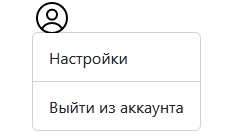 Настройки
Выйти из аккаунта